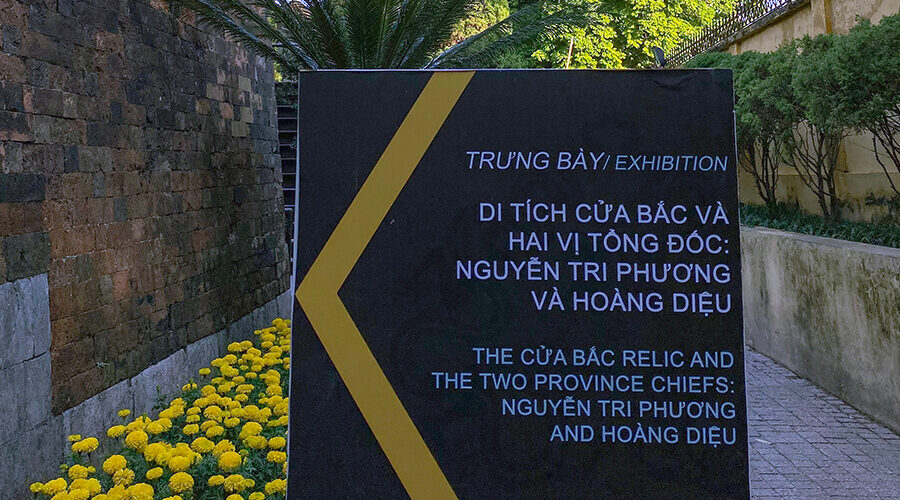 TRƯNG BÀY/ EXHIBITION
DI TÍCH CỬA BẮC VÀ
HAI VỊ TỔNG ĐỐC:
NGUYỄN TRI PHƯƠNG
VÀ HOÀNG DIỆU
THE CỬA BẮC RELIC AND
THE TWO PROVINCE CHIEFS:
NGUYỄN TRI PHƯƠNG
AND HOÀNG DIỆU